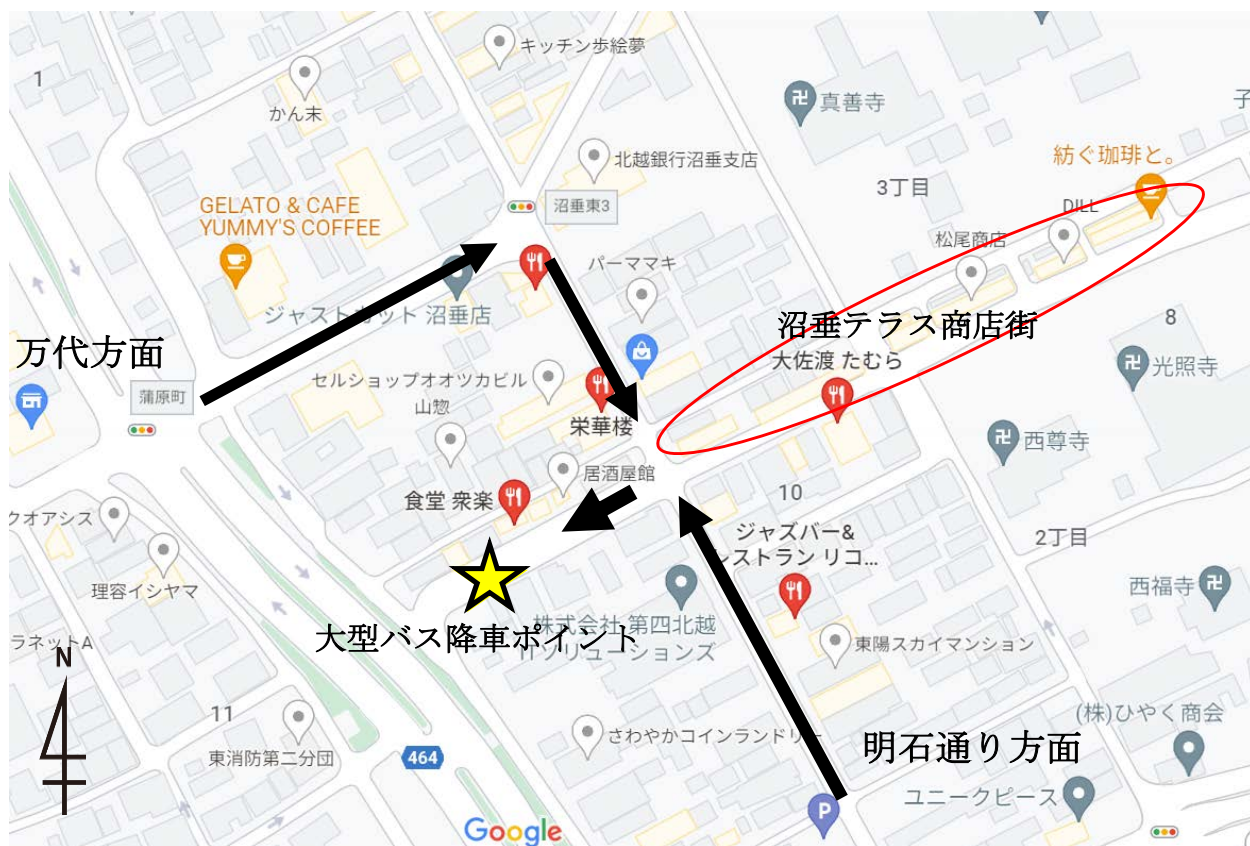 キッチン歩絵夢
1
かん末
真善寺
子
北越銀行沼垂支店
紡ぐ珈琲と。
3丁目
GELATO & CAFE
YUMMY'S COFFEE
沼垂東3
DILL
松尾商店
パーママキ
ジャストカット 沼垂店
沼垂テラス商店街
8
万代方面
大佐渡 たむら
光照寺
セルショップオオツカビル
山惣
蒲原町
栄華楼
西尊寺
居酒屋館
食堂 衆楽
10
クオアシス
ジャズバー&
レストラン リコ...
2丁目
理容イシヤマ
西福寺
大型バス降車ポイント
株式会社 第四北越
ITソリューションズ
ラネットA
東陽スカイマンション
N
11
(株)ひやく商会
さわやかコインランドリー
東消防第二分団
464
明石通り方面
ユニークピース
P
Google